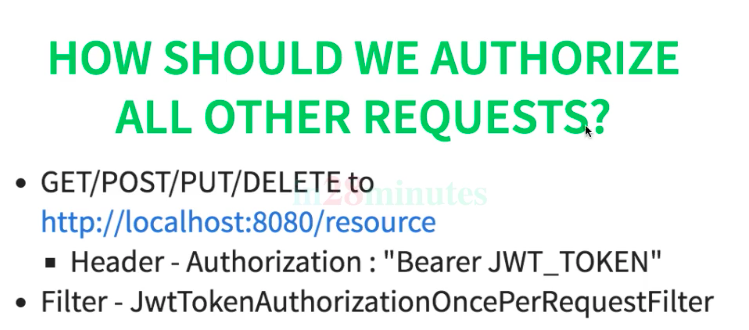 HOW SHOULD WE AUTHORIZE
ALL OTHER REQUESTS?
• GET/POST/PUT/DELETE to
http://localhost:8080/resource
▪ Header - Authorization : "Bearer JWT_TOKEN"
• Filter - JwtTokenAuthorizationOncePerRequestFilter
in28minutes